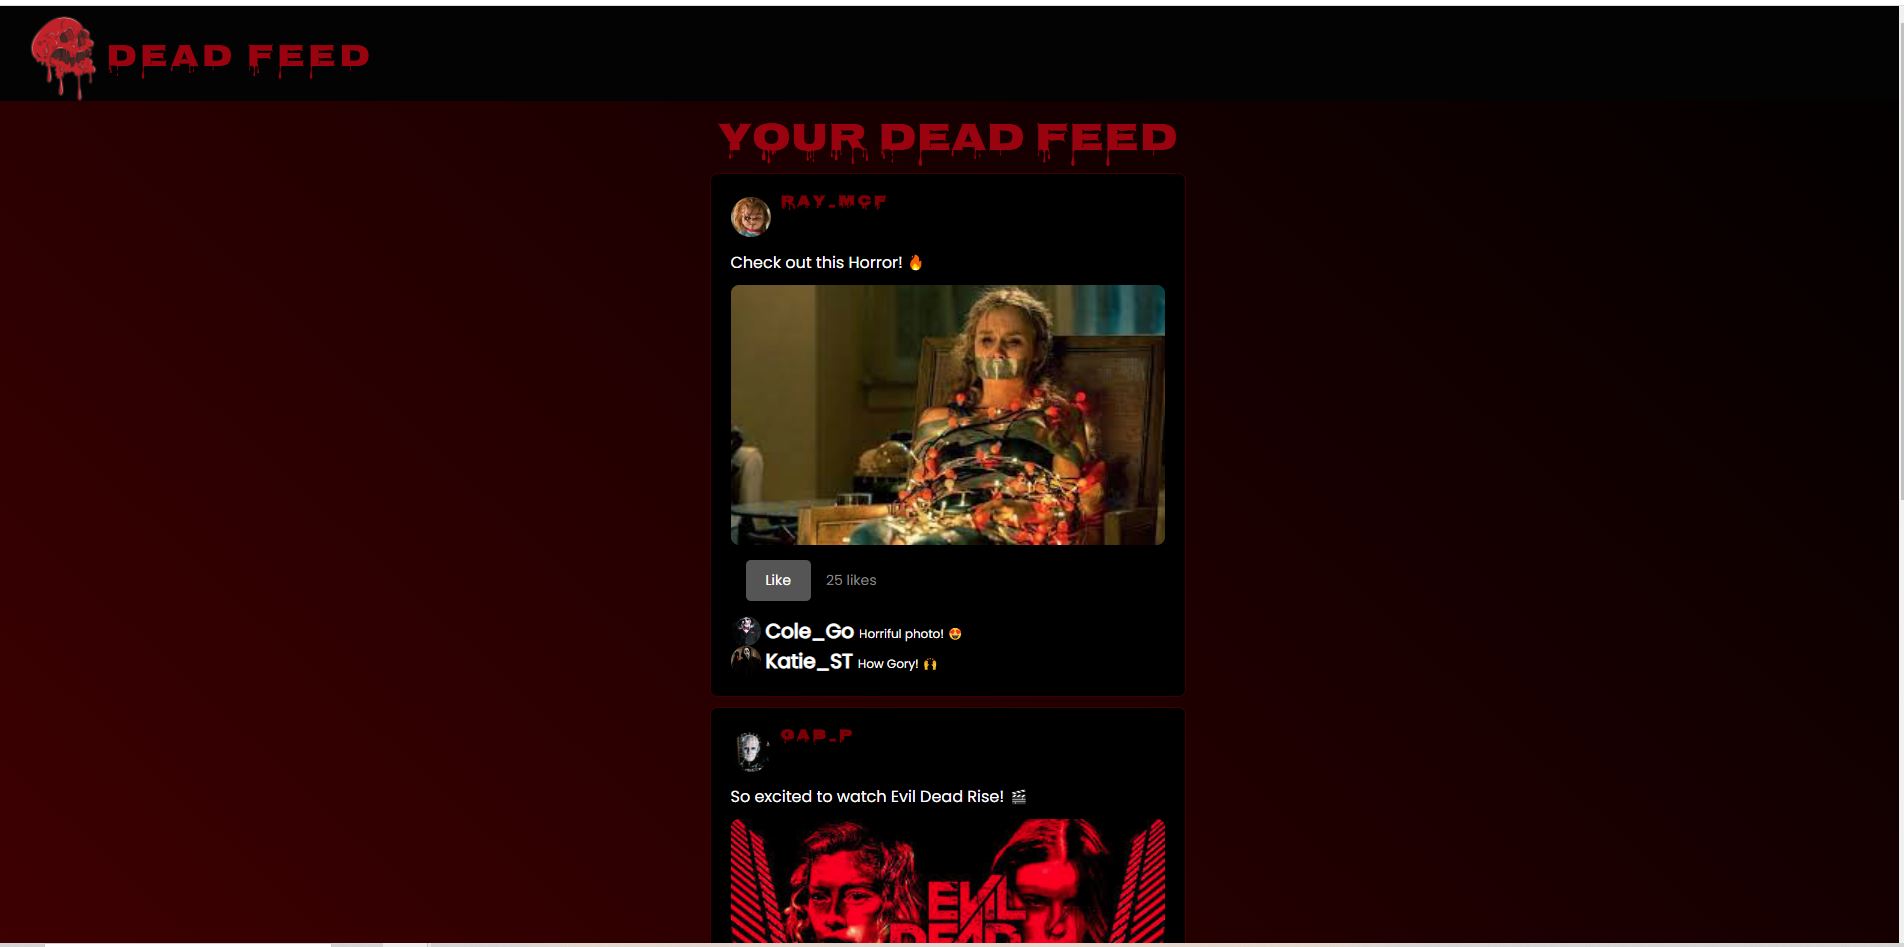 DEAD FEED
YOUR DEAD FEED
RAY_MCF
Check out this Horror! 🔥
Like 25 likes
Cole_Go Horriful photo! 😍
Katie_ST How Gory! 🙌
GAB_P
So excited to watch Evil Dead Rise! 🎬
EVIL
DEAD